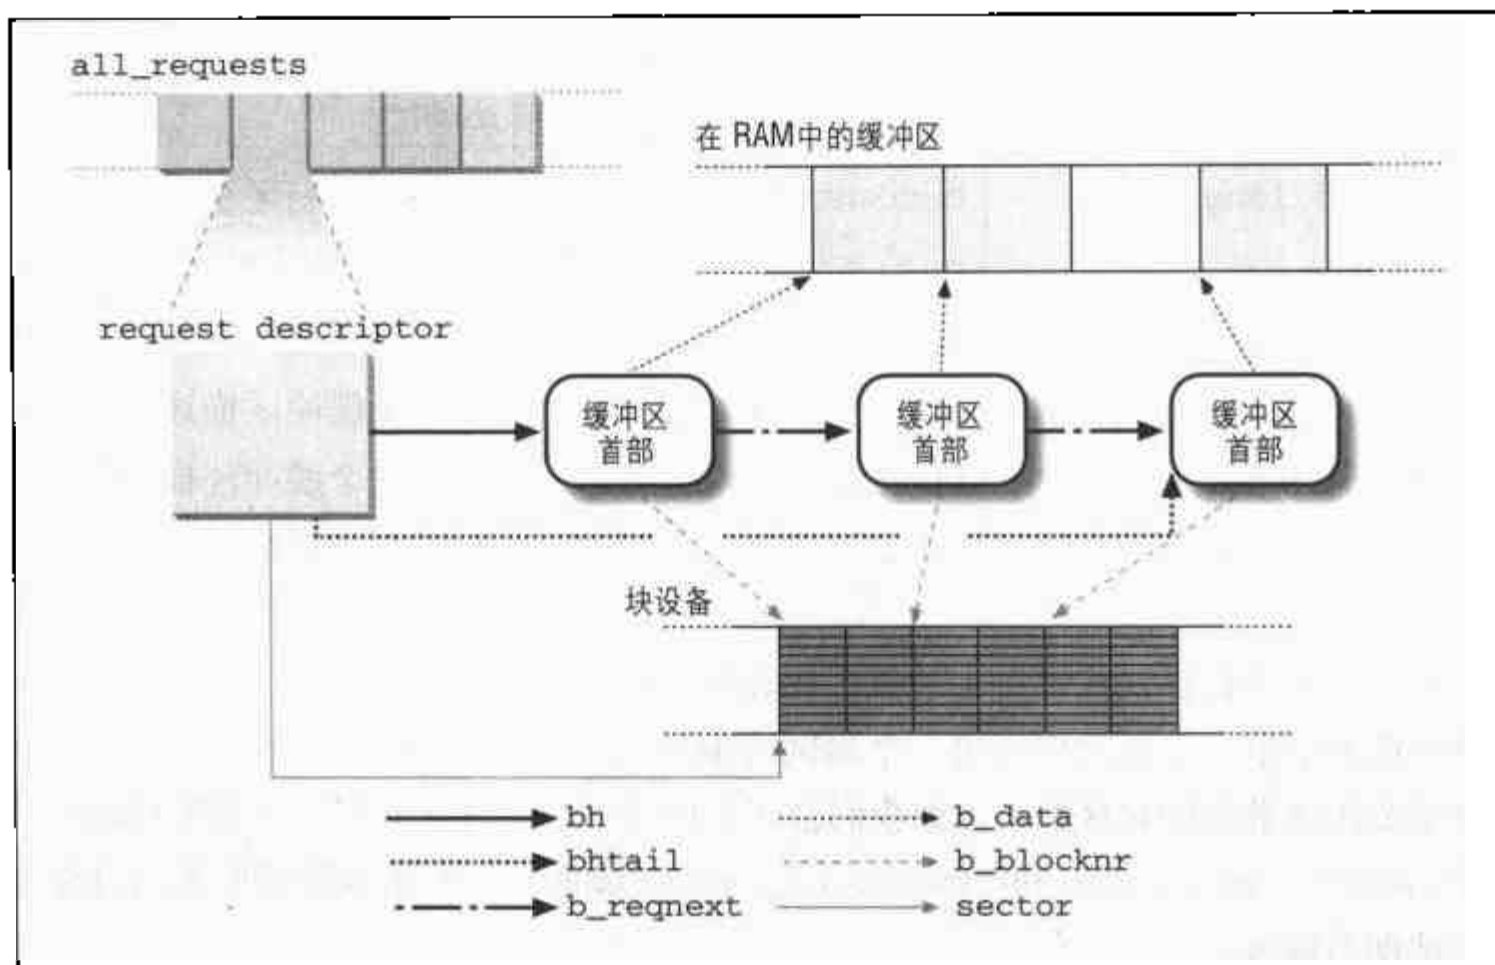 all_requests
在 RAM中的缓冲区
request descriptor
缓冲区
首部
缓冲区
首部
缓冲区
首部
块设备
bh
b_data
bhtail
b_blocknr
b_reqnext
sector